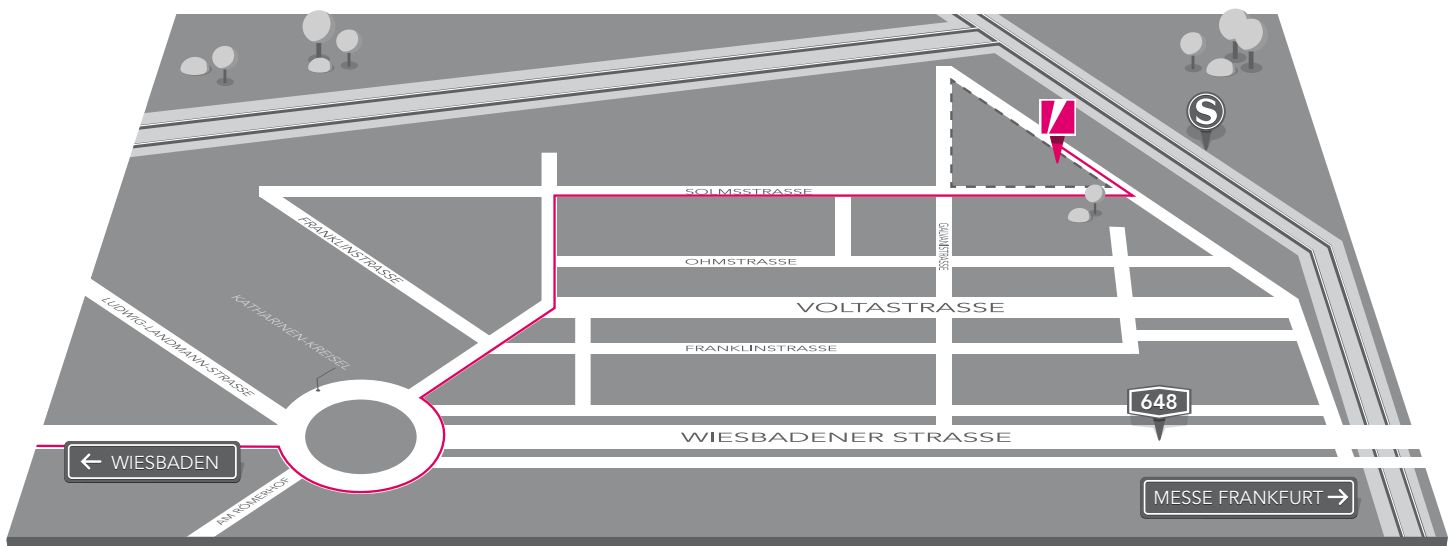 S
SOLMSSTRASSE
FRANKLINSTRASSE
GALVANISTRASSE
OHMSTRASSE
LUDWIG-LANDMANN-STRASSE
KATHARINEN-KREISEL
VOLTASTRASSE
FRANKLINSTRASSE
648
WIESBADENER STRASSE
← WIESBADEN
AM RÖMERHOF
MESSE FRANKFURT →